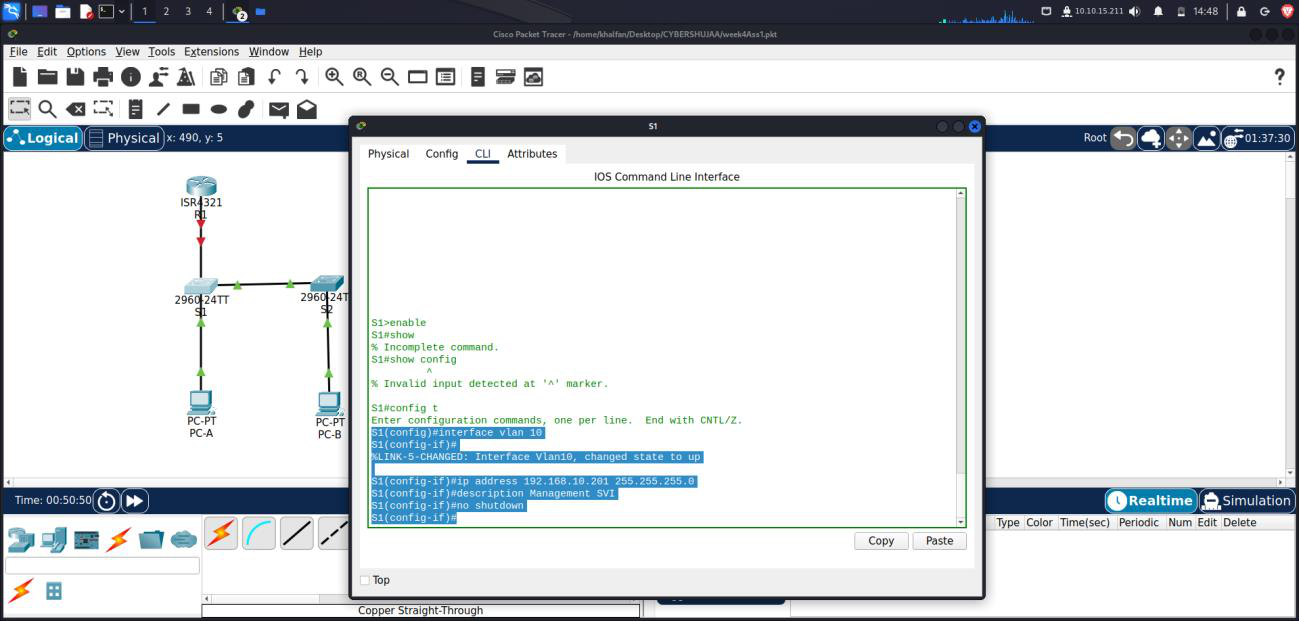 1 2 3 4 2 10.10.15.211 14:48
Cisco Packet Tracer - /home/khalfan/Desktop/CYBERSHUJAA/week4Ass1.pkt
File Edit Options View Tools Extensions Window Help
?
Logical Physical x: 490, y: 5
Root 01:37:30
ISR4321
R1
2960-24TT
S1
2960-24T
S2
PC-PT
PC-A
PC-PT
PC-B
S1
Physical Config CLI Attributes
IOS Command Line Interface
S1>enable
S1#show
% Incomplete command.
S1#show config
^
% Invalid input detected at '^' marker.
S1#config t
Enter configuration commands, one per line. End with CNTL/Z.
S1(config)#interface vlan 10
S1(config-if)#
%LINK-5-CHANGED: Interface Vlan10, changed state to up
S1(config-if)#ip address 192.168.10.201 255.255.255.0
S1(config-if)#description Management SVI
S1(config-if)#no shutdown
S1(config-if)#
Copy Paste
Top
Time: 00:50:50
Realtime Simulation
Type Color Time(sec) Periodic Num Edit Delete
Copper Straight-Through